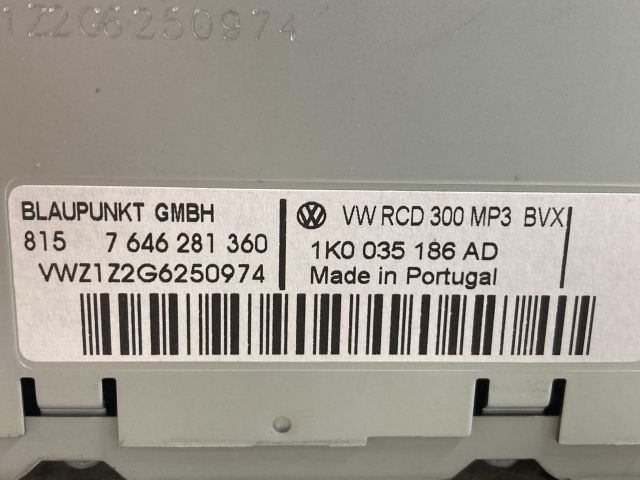 1Z2G6250974
BLAUPUNKT GMBH
815 7 646 281 360
VWZ1Z2G6250974
VW RCD 300 MP3 BVX
1K0 035 186 AD
Made in Portugal